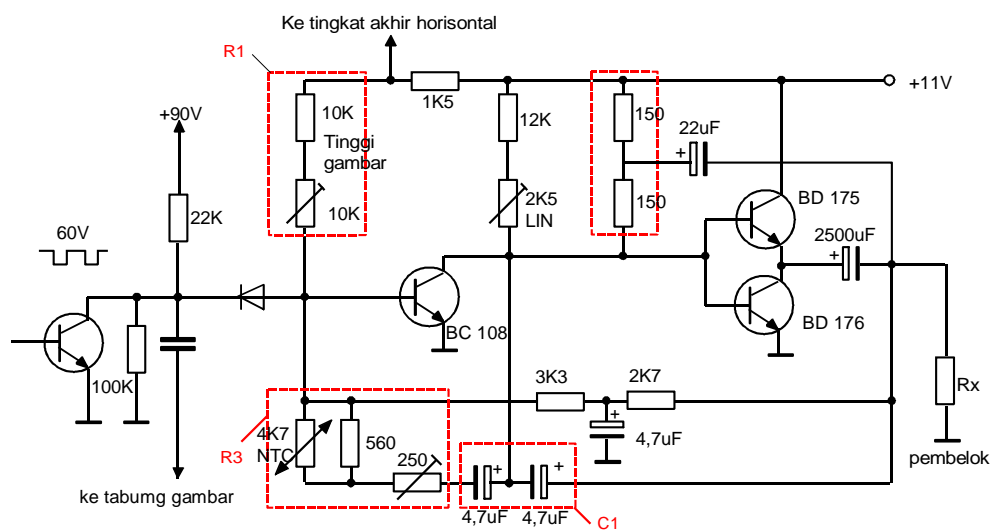 Ke tingkat akhir horisontal
R1
+11V
1K5
10K
12K
150
+90V
Tinggi
gambar
22uF
+
10K
2K5
LIN
150
BD 175
22K
60V
2500uF
+
BC 108
BD 176
100K
3K3
2K7
Rx
+
4K7
NTC
560
R3
4,7uF
250
+
+
pembelok
ke tabumg gambar
4,7uF
4,7uF
C1